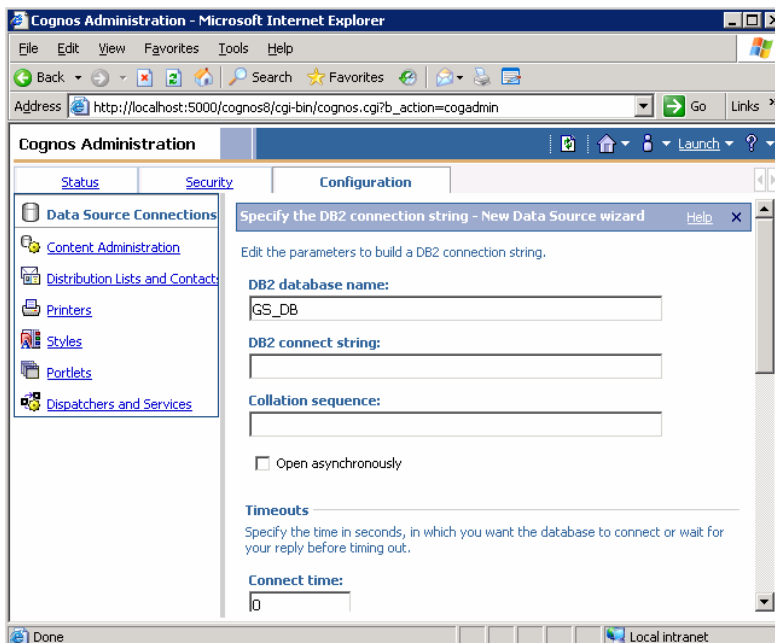 Cognos Administration - Microsoft Internet Explorer
File Edit View Favorites Tools Help
Back Search Favorites
Address http://localhost:5000/cognos8/cgi-bin/cognos.cgi?b_action=cogadmin Go Links »
Cognos Administration Launch ?
Status Security Configuration
Data Source Connections
Content Administration
Distribution Lists and Contacts
Printers
Styles
Portlets
Dispatchers and Services
Specify the DB2 connection string - New Data Source wizard Help X
Edit the parameters to build a DB2 connection string.
DB2 database name:
GS_DB
DB2 connect string:
Collation sequence:
Open asynchronously
Timeouts
Specify the time in seconds, in which you want the database to connect or wait for
your reply before timing out.
Connect time:
0
Done Local intranet